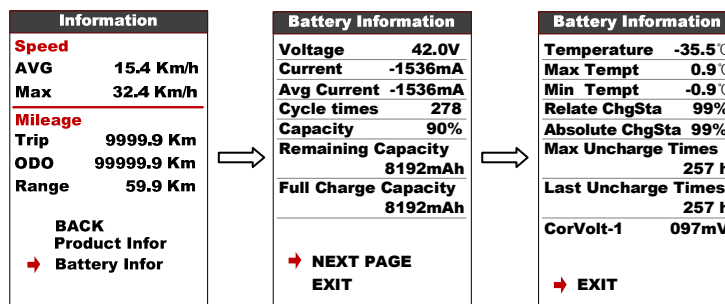 Information
Speed
AVG 15.4 Km/h
Max 32.4 Km/h
Mileage
Trip 9999.9 Km
ODO 99999.9 Km
Range 59.9 Km
BACK
Product Infor
Battery Infor
Battery Information
Voltage 42.0V
Current -1536mA
Avg Current -1536mA
Cycle times 278
Capacity 90%
Remaining Capacity
8192mAh
Full Charge Capacity
8192mAh
NEXT PAGE
EXIT
Battery Information
Temperature -35.5℃
Max Tempt 0.9℃
Min Tempt -0.9℃
Relate ChgSta 99%
Absolute ChgSta 99%
Max Uncharge Times
257 h
Last Uncharge Times
257 h
CorVolt-1 097mV
EXIT